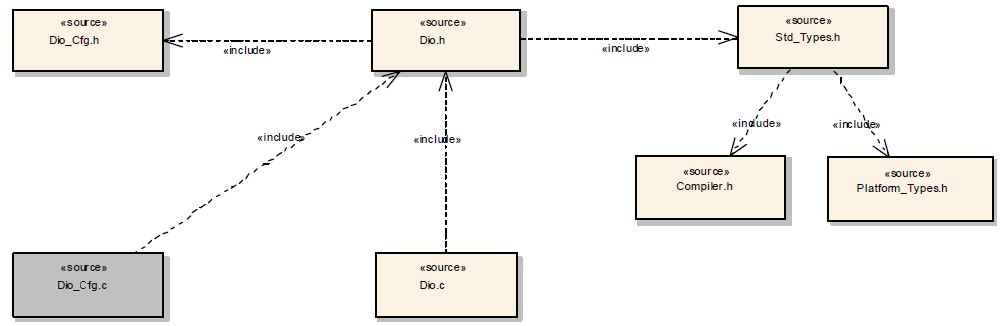 «source»
Dio_Cfg.h
«include»
«source»
Dio.h
«include»
«source»
Std_Types.h
«include»
«include»
«include»
«include»
«source»
Compiler.h
«source»
Platform_Types.h
«source»
Dio_Cfg.c
«source»
Dio.c